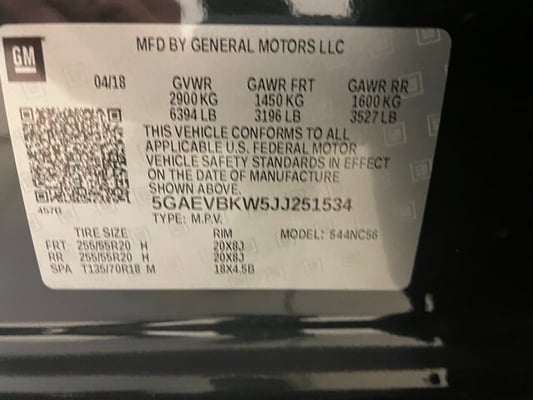 GM
MFD BY GENERAL MOTORS LLC
04/18 GVWR GAWR FRT GAWR RR
2900 KG 1450 KG 1600 KG
6394 LB 3196 LB 3527 LB
THIS VEHICLE CONFORMS TO ALL
APPLICABLE U.S. FEDERAL MOTOR
VEHICLE SAFETY STANDARDS IN EFFECT
ON THE DATE OF MANUFACTURE
SHOWN ABOVE.
457B
5GAEVBKW5JJ251534
TYPE: M.P.V.
TIRE SIZE RIM MODEL: 544NC56
FRT 255/55R20 H 20X8J
RR 255/55R20 H 20X8J
SPA T135/70R18 M 18X4.5B